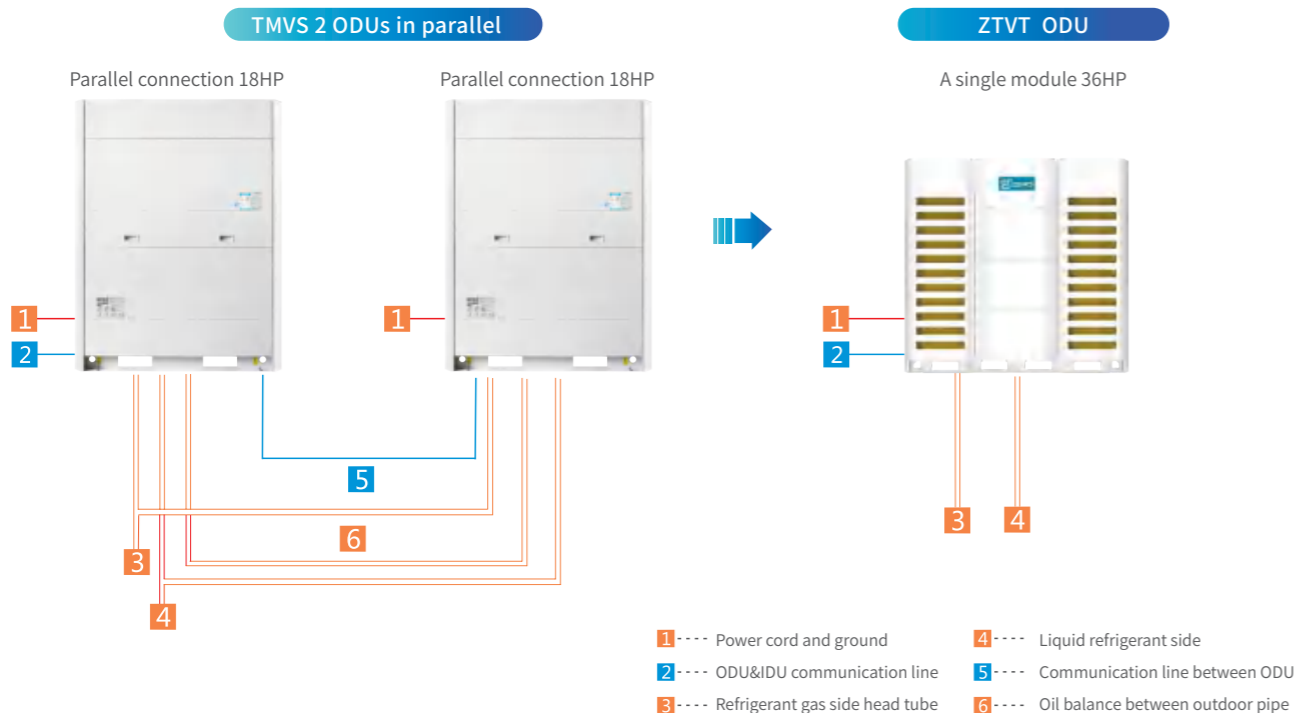 TMVS 2 ODUs in parallel
ZTVT ODU
Parallel connection 18HP
Parallel connection 18HP
A single module 36HP
1
2
1
1
2
5
6
3
4
3
4
1 ---- Power cord and ground
2 ---- ODU&IDU communication line
3 ---- Refrigerant gas side head tube
4 ---- Liquid refrigerant side
5 ---- Communication line between ODU
6 ---- Oil balance between outdoor pipe